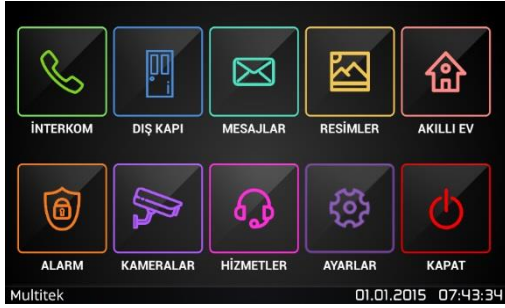 İNTERKOM DIŞ KAPI MESAJLAR RESİMLER AKILLI EV
ALARM KAMERALAR HİZMETLER AYARLAR KAPAT
Multitek 01.01.2015 07:43:34